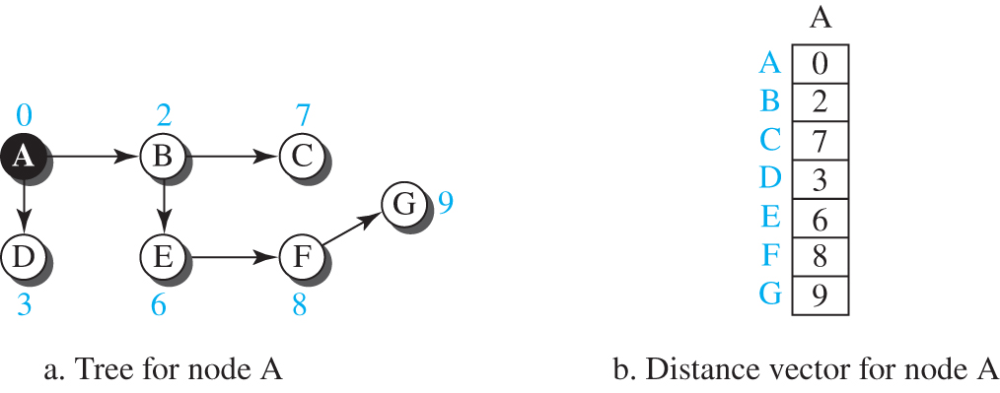 0 2 7
A B C
G 9
D E F
3 6 8
a. Tree for node A
A
A 0
B 2
C 7
D 3
E 6
F 8
G 9
b. Distance vector for node A